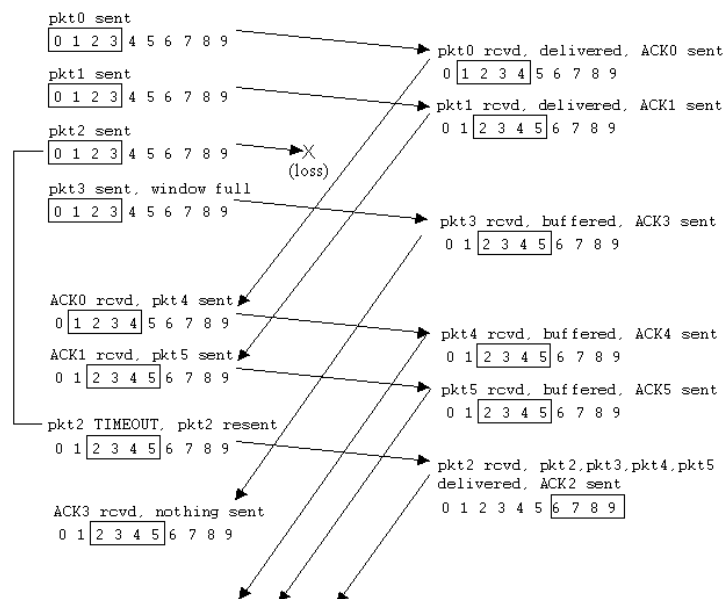 pkt0 sent
0 1 2 3 4 5 6 7 8 9
pkt1 sent
0 1 2 3 4 5 6 7 8 9
pkt2 sent
0 1 2 3 4 5 6 7 8 9
X
(loss)
pkt3 sent, window full
0 1 2 3 4 5 6 7 8 9
ACK0 rcvd, pkt4 sent
0 1 2 3 4 5 6 7 8 9
ACK1 rcvd, pkt5 sent
0 1 2 3 4 5 6 7 8 9
pkt2 TIMEOUT, pkt2 resent
0 1 2 3 4 5 6 7 8 9
ACK3 rcvd, nothing sent
0 1 2 3 4 5 6 7 8 9
pkt0 rcvd, delivered, ACK0 sent
0 1 2 3 4 5 6 7 8 9
pkt1 rcvd, delivered, ACK1 sent
0 1 2 3 4 5 6 7 8 9
pkt3 rcvd, buffered, ACK3 sent
0 1 2 3 4 5 6 7 8 9
pkt4 rcvd, buffered, ACK4 sent
0 1 2 3 4 5 6 7 8 9
pkt5 rcvd, buffered, ACK5 sent
0 1 2 3 4 5 6 7 8 9
pkt2 rcvd, pkt2,pkt3,pkt4,pkt5
delivered, ACK2 sent
0 1 2 3 4 5 6 7 8 9